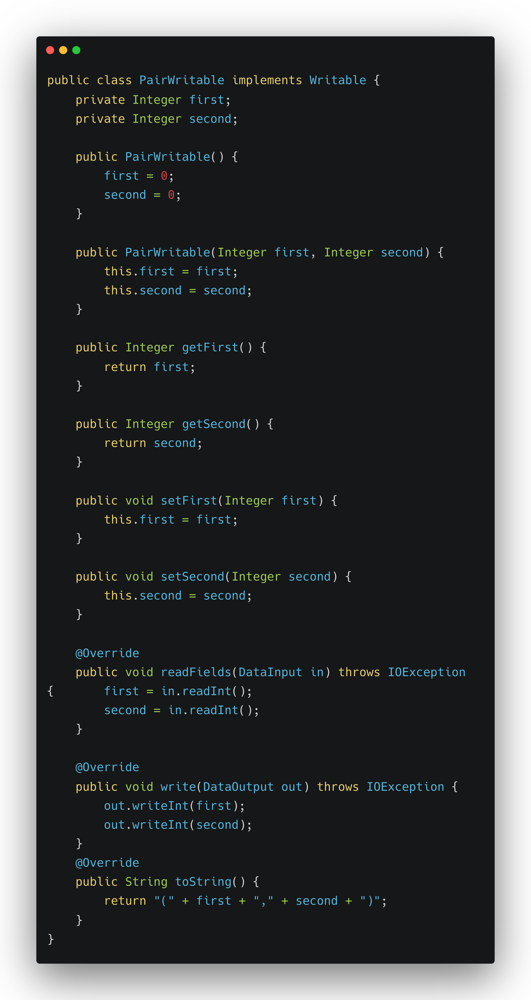 public class PairWritable implements Writable {
    private Integer first;
    private Integer second;

    public PairWritable() {
        first = 0;
        second = 0;
    }

    public PairWritable(Integer first, Integer second) {
        this.first = first;
        this.second = second;
    }

    public Integer getFirst() {
        return first;
    }

    public Integer getSecond() {
        return second;
    }

    public void setFirst(Integer first) {
        this.first = first;
    }

    public void setSecond(Integer second) {
        this.second = second;
    }

    @Override
    public void readFields(DataInput in) throws IOException
{       first = in.readInt();
        second = in.readInt();
    }

    @Override
    public void write(DataOutput out) throws IOException {
        out.writeInt(first);
        out.writeInt(second);
    }
    @Override
    public String toString() {
        return "(" + first + "," + second + ")";
    }
}